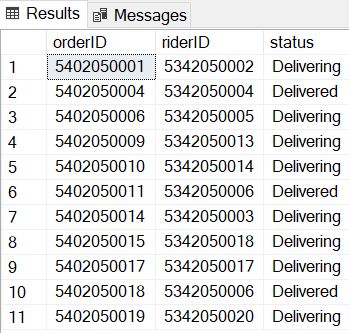 Results Messages
orderID riderID status
1 5402050001 5342050002 Delivering
2 5402050004 5342050004 Delivered
3 5402050006 5342050005 Delivering
4 5402050009 5342050013 Delivering
5 5402050010 5342050014 Delivering
6 5402050011 5342050006 Delivered
7 5402050014 5342050003 Delivering
8 5402050015 5342050018 Delivering
9 5402050017 5342050017 Delivering
10 5402050018 5342050006 Delivered
11 5402050019 5342050020 Delivering